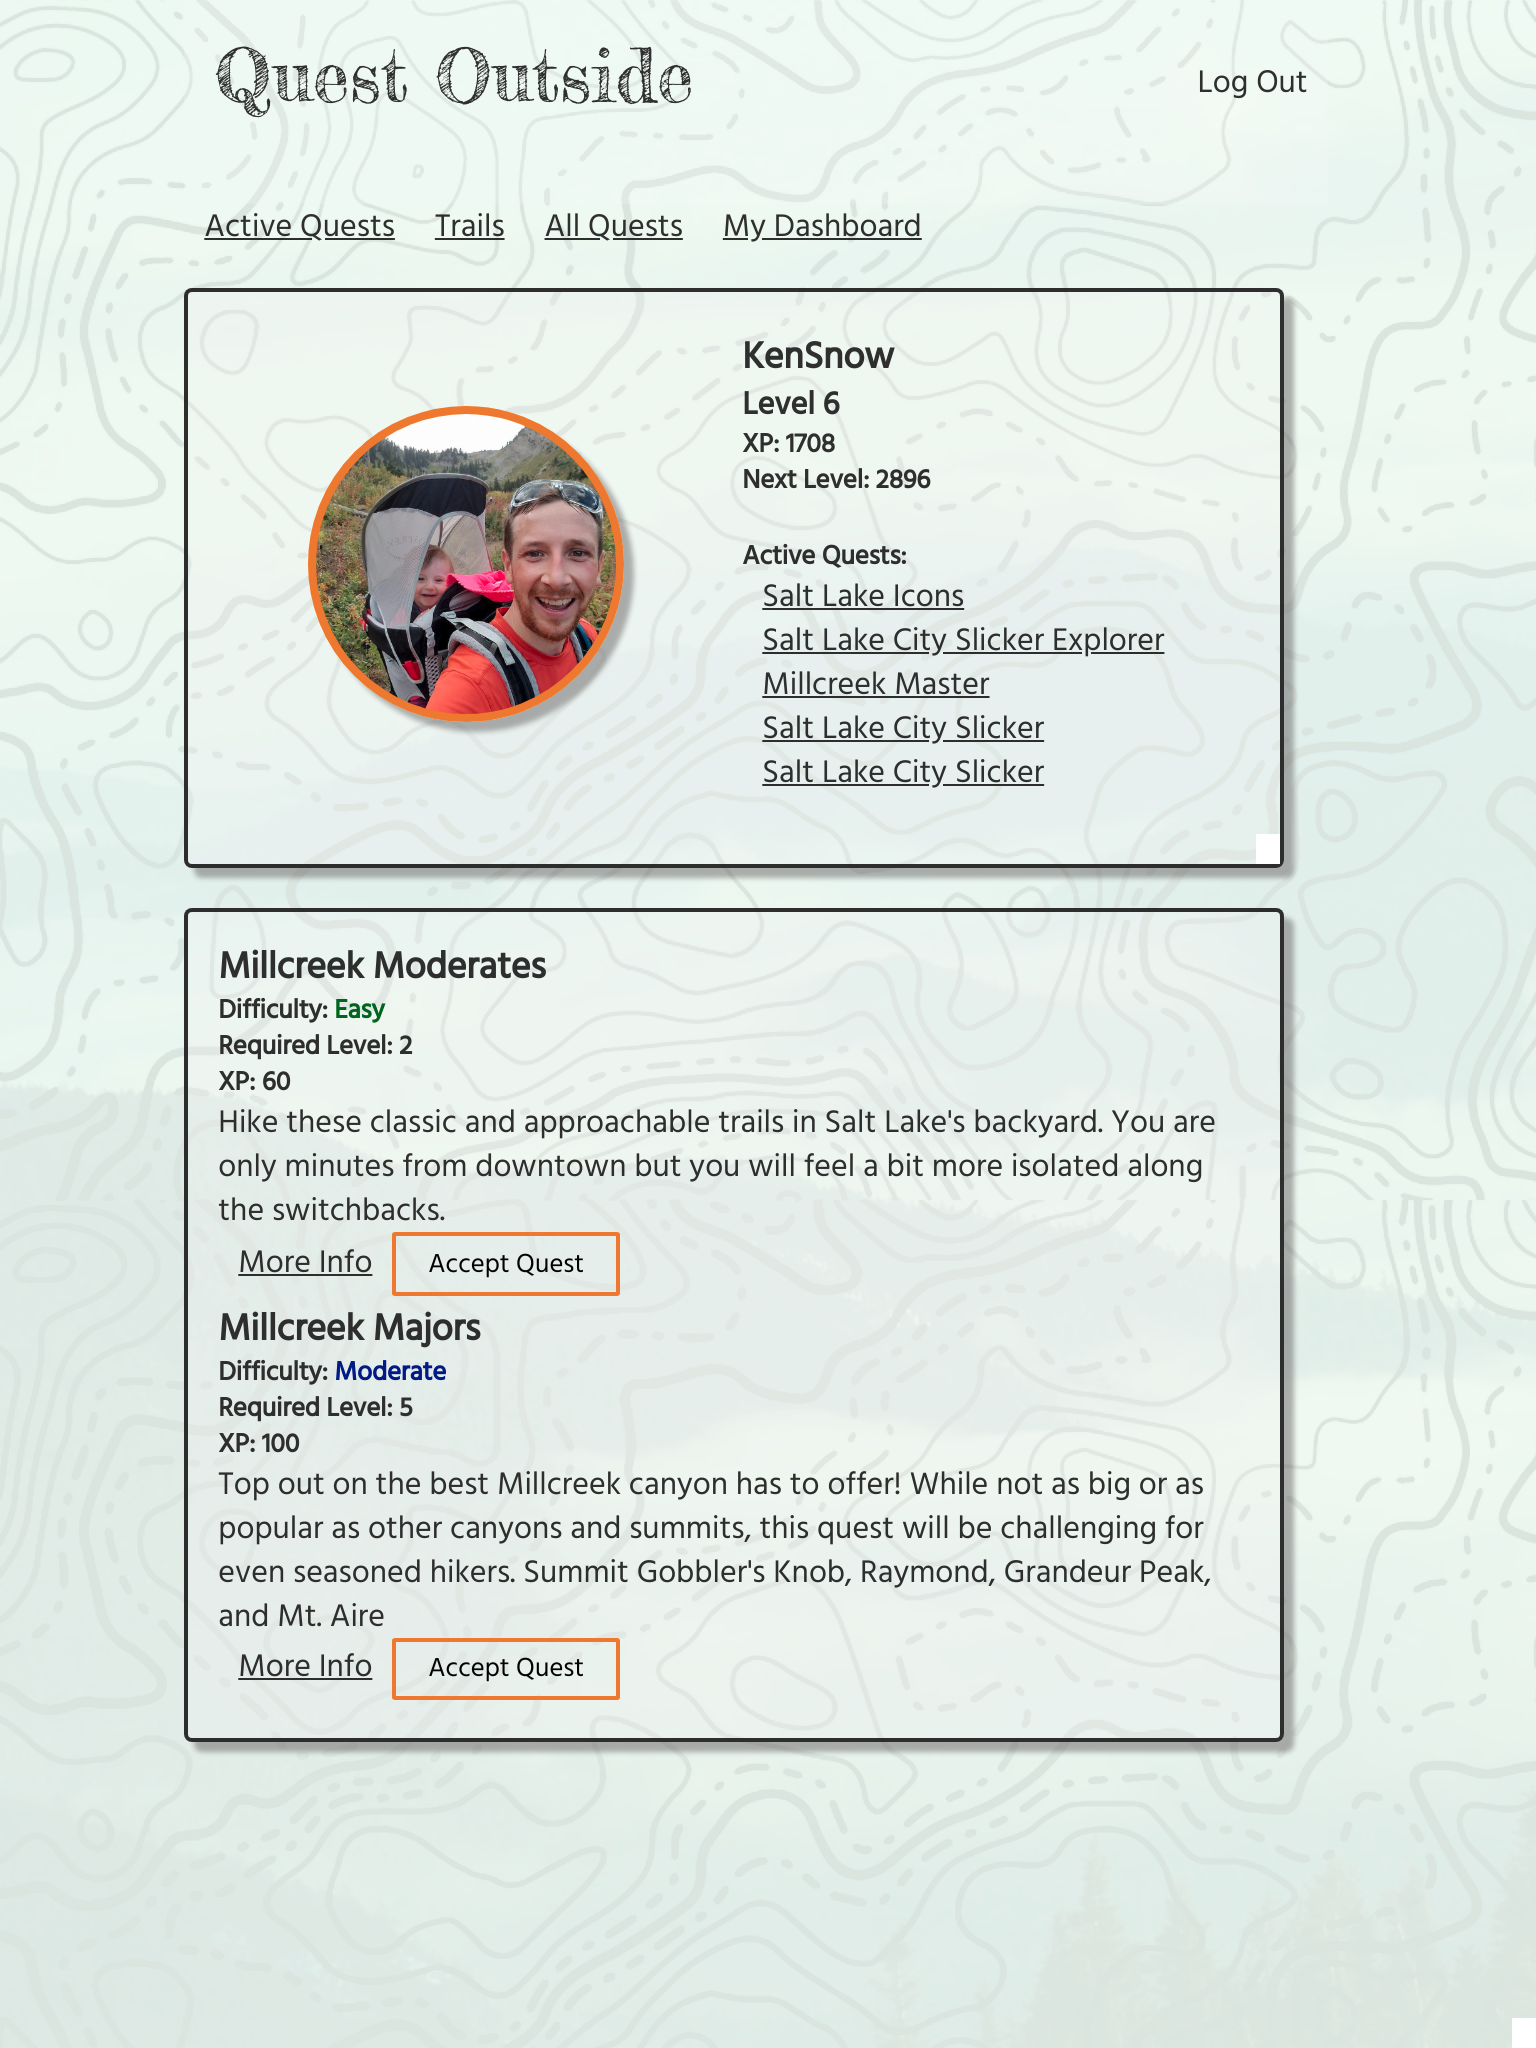 Quest Outside
Log Out
Active Quests Trails All Quests My Dashboard
KenSnow
Level 6
XP: 1708
Next Level: 2896
Active Quests:
Salt Lake Icons
Salt Lake City Slicker Explorer
Millcreek Master
Salt Lake City Slicker
Salt Lake City Slicker
Millcreek Moderates
Difficulty: Easy
Required Level: 2
XP: 60
Hike these classic and approachable trails in Salt Lake's backyard. You are
only minutes from downtown but you will feel a bit more isolated along
the switchbacks.
More Info Accept Quest
Millcreek Majors
Difficulty: Moderate
Required Level: 5
XP: 100
Top out on the best Millcreek canyon has to offer! While not as big or as
popular as other canyons and summits, this quest will be challenging for
even seasoned hikers. Summit Gobbler's Knob, Raymond, Grandeur Peak,
and Mt. Aire
More Info Accept Quest